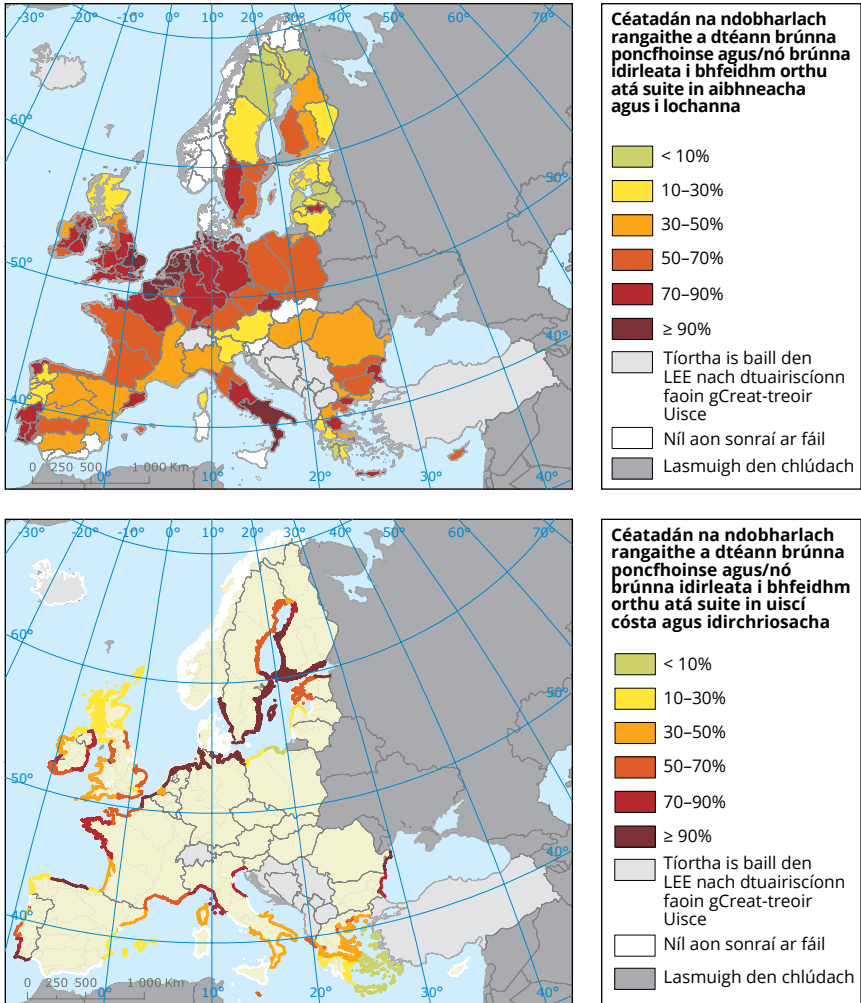 -30°
-20°
-10°
0°
10°
20°
30°
40°
50°
60°
70°
60°
50°
50°
40°
40°
0 250 500 1 000 Km
0°
10°
20°
30°
40°
Céatadán na ndobharlach
rangaithe a dtéann brúnna
poncfhoinse agus/nó brúnna
idirleata i bhfeidhm orthu
atá suite in aibhneacha
agus i lochanna
< 10%
10–30%
30–50%
50–70%
70–90%
≥ 90%
Tíortha is baill den
LEE nach dtuairiscíonn
faoin gCreat-treoir
Uisce
Níl aon sonraí ar fáil
Lasmuigh den chlúdach
-30°
-20°
-10°
0°
10°
20°
30°
40°
50°
60°
70°
60°
50°
50°
40°
40°
0 250 500 1 000 Km
0°
10°
20°
30°
40°
Céatadán na ndobharlach
rangaithe a dtéann brúnna
poncfhoinse agus/nó
brúnna idirleata i bhfeidhm
orthu atá suite in uiscí
cósta agus idirchriosacha
< 10%
10–30%
30–50%
50–70%
70–90%
≥ 90%
Tíortha is baill den
LEE nach dtuairiscíonn
faoin gCreat-treoir
Uisce
Níl aon sonraí ar fáil
Lasmuigh den chlúdach